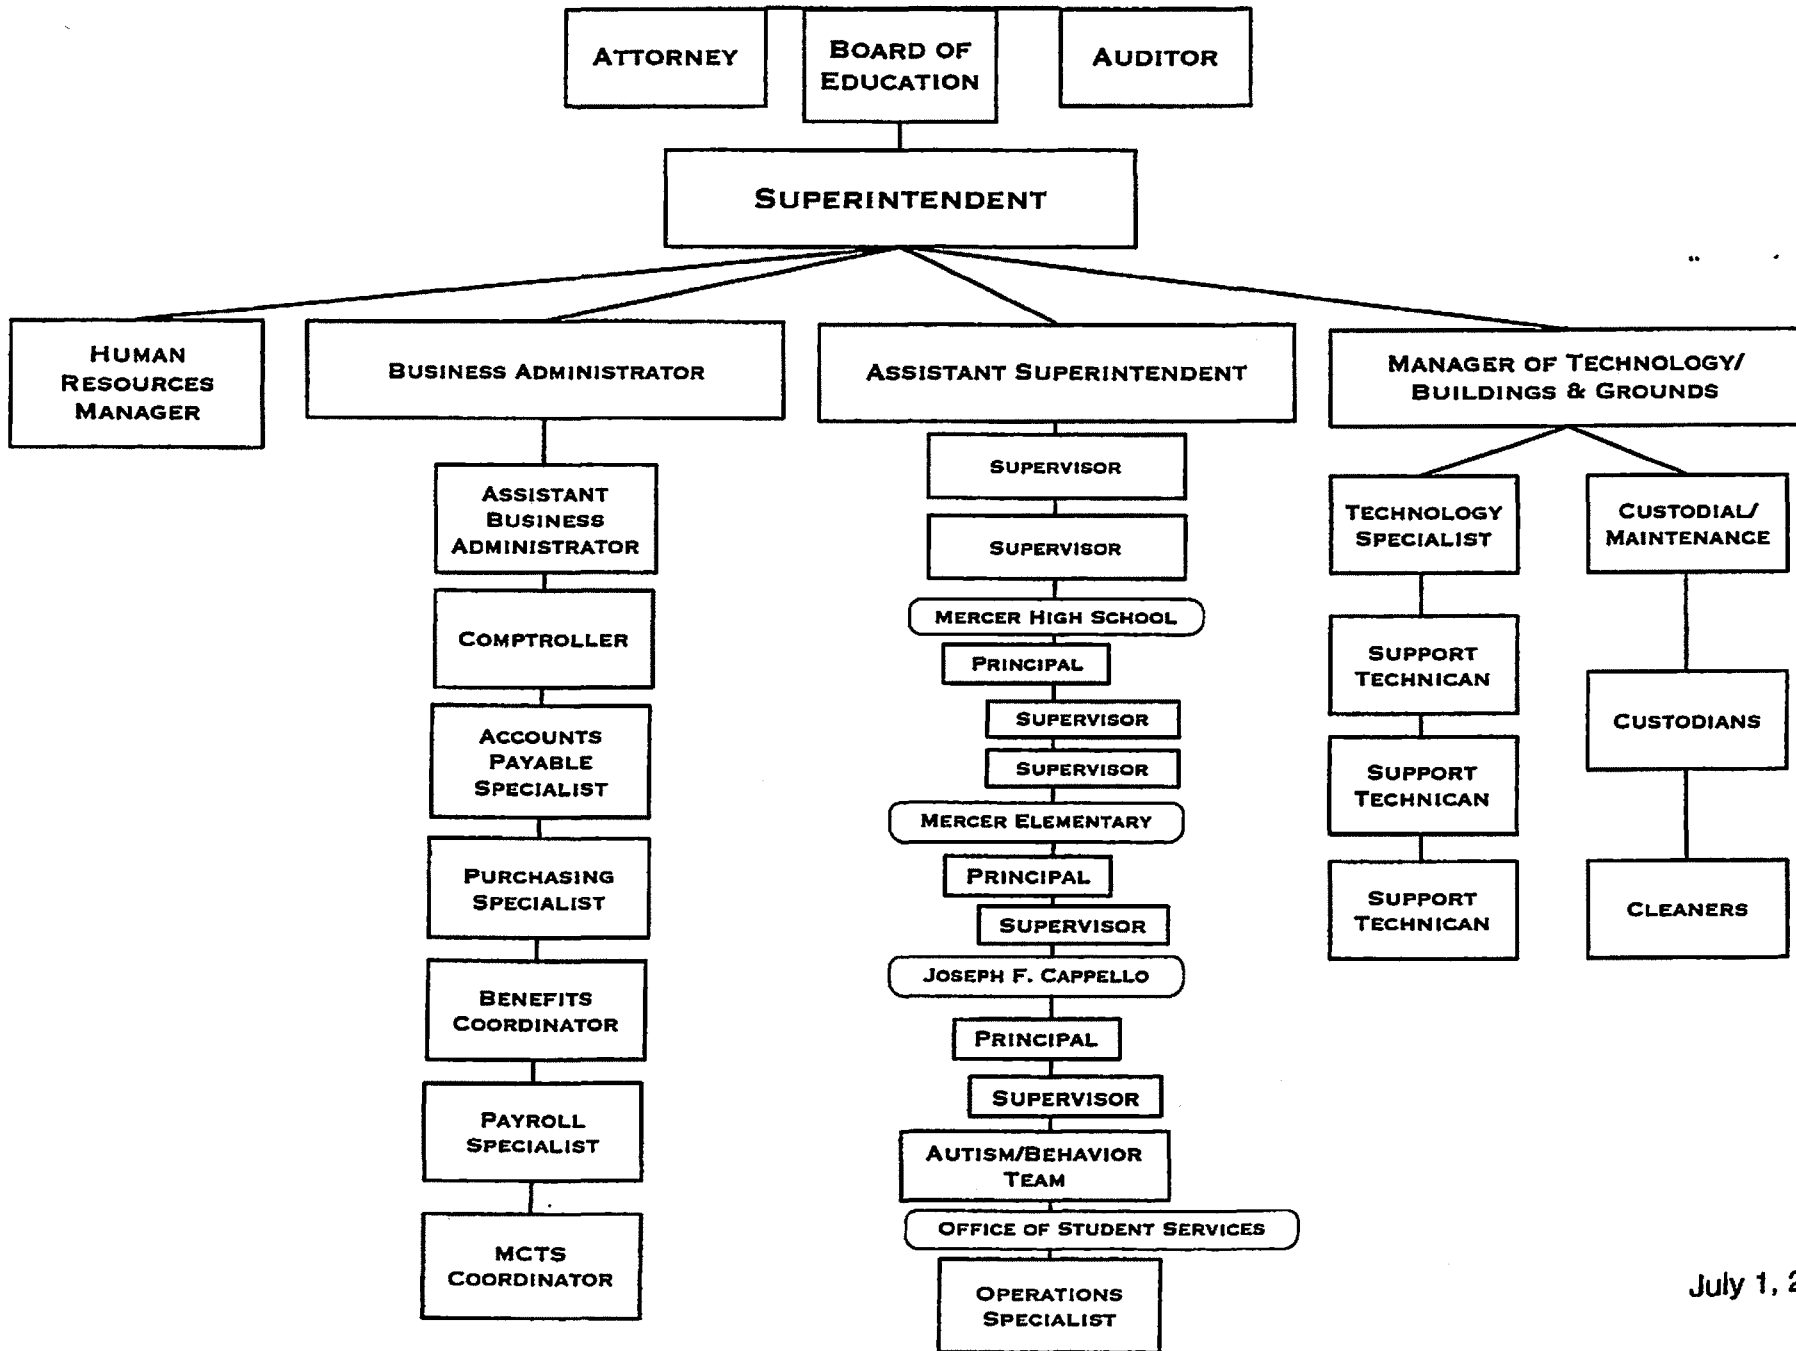 ATTORNEY
BOARD OF
EDUCATION
AUDITOR
SUPERINTENDENT
HUMAN
RESOURCES
MANAGER
BUSINESS ADMINISTRATOR
ASSISTANT SUPERINTENDENT
MANAGER OF TECHNOLOGY/
BUILDINGS & GROUNDS
ASSISTANT
BUSINESS
ADMINISTRATOR
COMPTROLLER
ACCOUNTS
PAYABLE
SPECIALIST
PURCHASING
SPECIALIST
BENEFITS
COORDINATOR
PAYROLL
SPECIALIST
MCTS
COORDINATOR
SUPERVISOR
SUPERVISOR
MERCER HIGH SCHOOL
PRINCIPAL
SUPERVISOR
SUPERVISOR
MERCER ELEMENTARY
PRINCIPAL
SUPERVISOR
JOSEPH F. CAPPELLO
PRINCIPAL
SUPERVISOR
AUTISM/BEHAVIOR
TEAM
OFFICE OF STUDENT SERVICES
OPERATIONS
SPECIALIST
TECHNOLOGY
SPECIALIST
SUPPORT
TECHNICAN
SUPPORT
TECHNICAN
SUPPORT
TECHNICAN
CUSTODIAL/
MAINTENANCE
CUSTODIANS
CLEANERS
July 1,